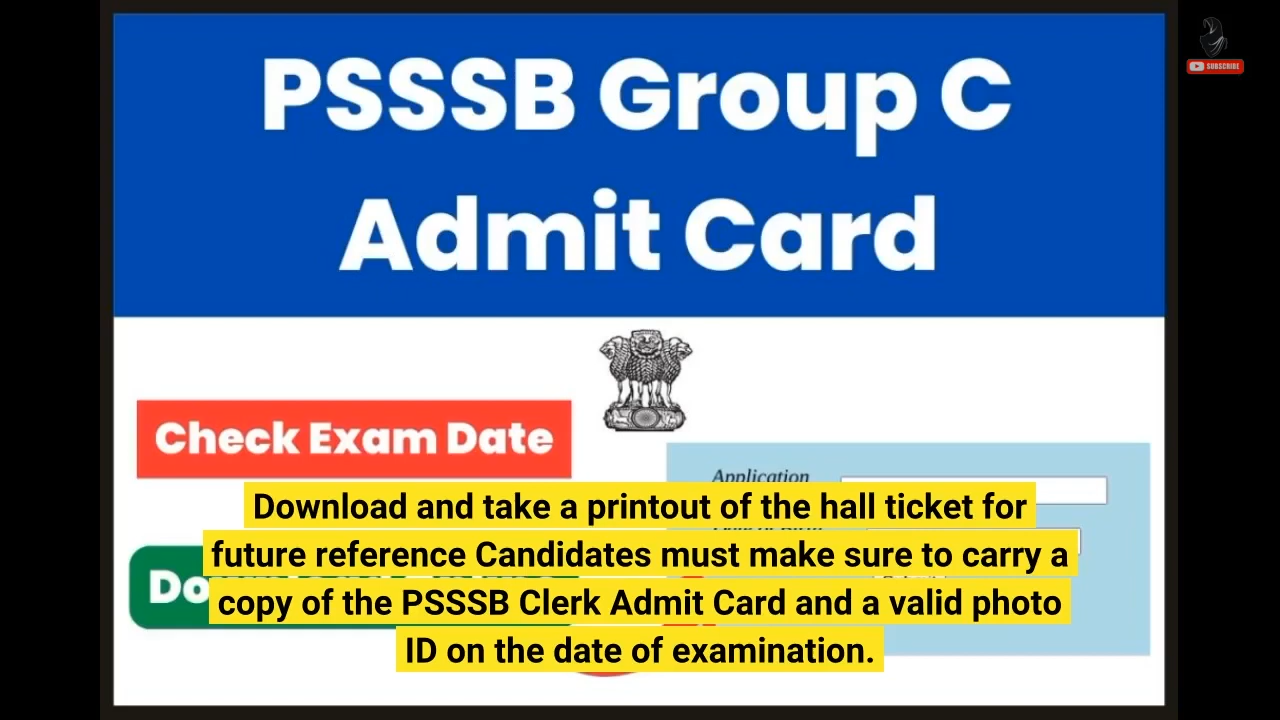 SUBSCRIBE
PSSSB Group C
Admit Card
Check Exam Date
Application
Download and take a printout of the hall ticket for
future reference Candidates must make sure to carry a
copy of the PSSSB Clerk Admit Card and a valid photo
ID on the date of examination.